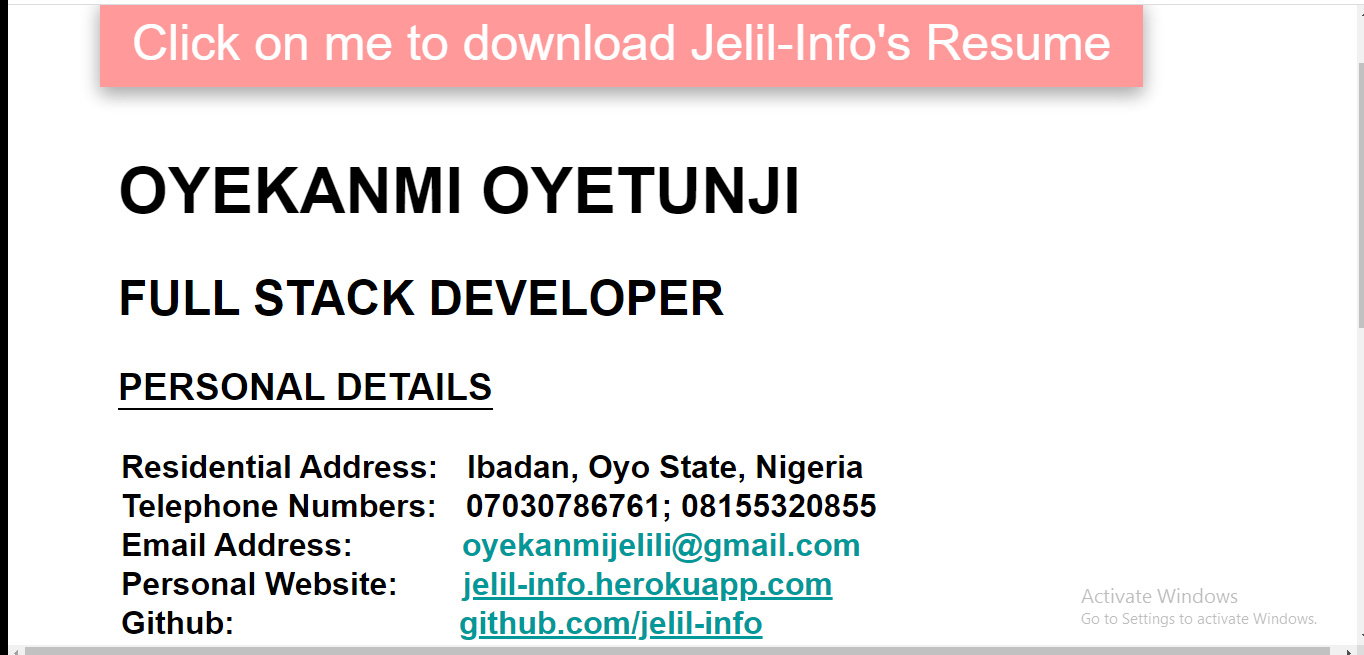 Click on me to download Jelil-Info's Resume
OYEKANMI OYETUNJI
FULL STACK DEVELOPER
PERSONAL DETAILS
Residential Address: Ibadan, Oyo State, Nigeria
Telephone Numbers: 07030786761; 08155320855
Email Address: oyekanmijelili@gmail.com
Personal Website: jelil-info.herokuapp.com
Github: github.com/jelil-info
Activate Windows
Go to Settings to activate Windows.